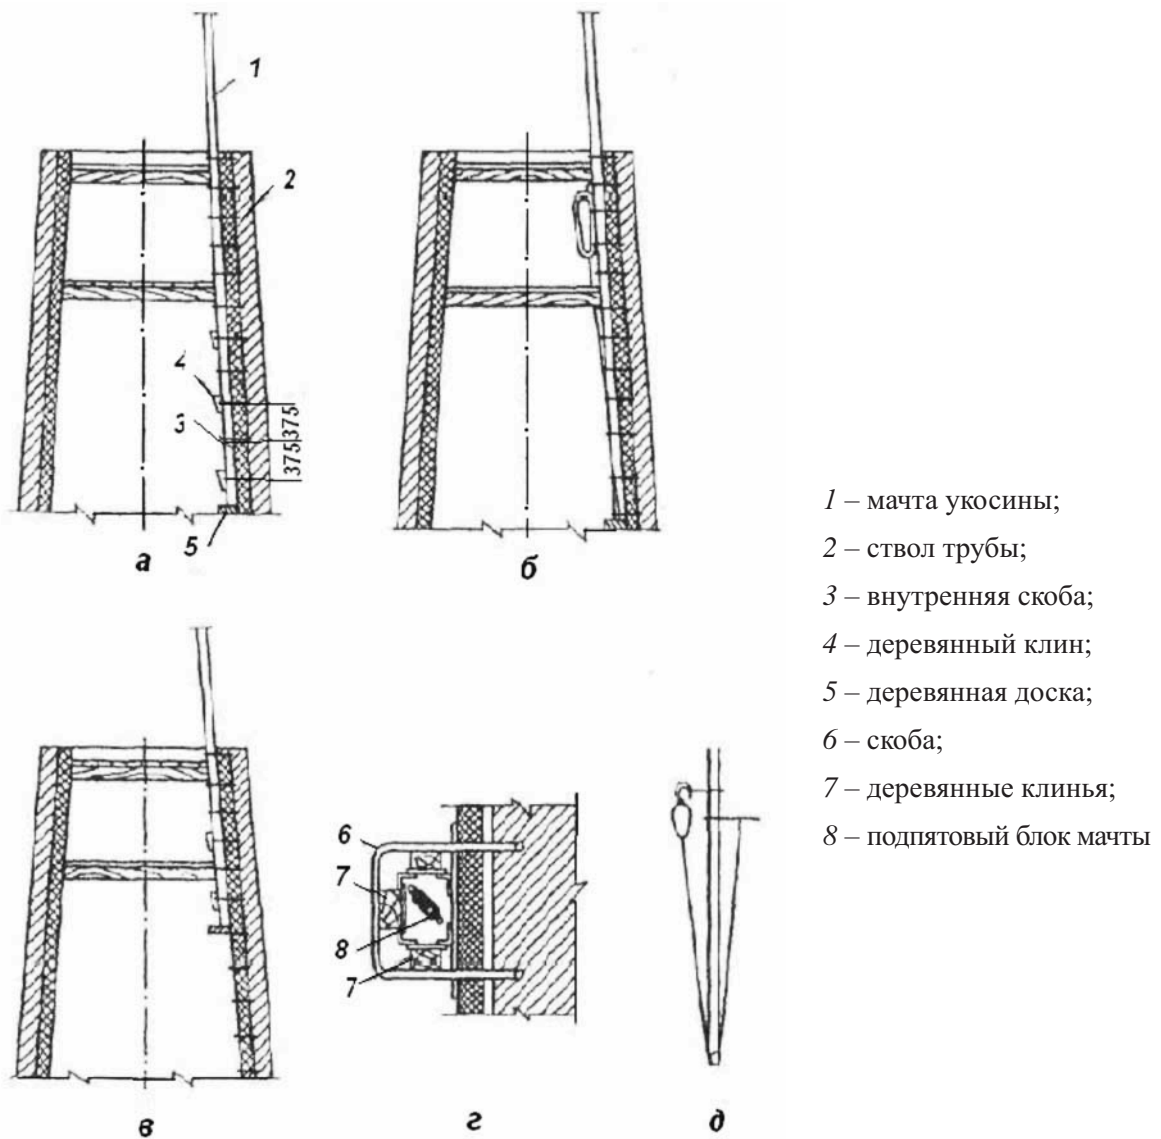 1
2
4
3
375
375
5
а
б
1 – мачта укосины;
2 – ствол трубы;
3 – внутренняя скоба;
4 – деревянный клин;
5 – деревянная доска;
6 – скоба;
7 – деревянные клинья;
8 – подпятовый блок мачты
6
7
8
7
в
г
д